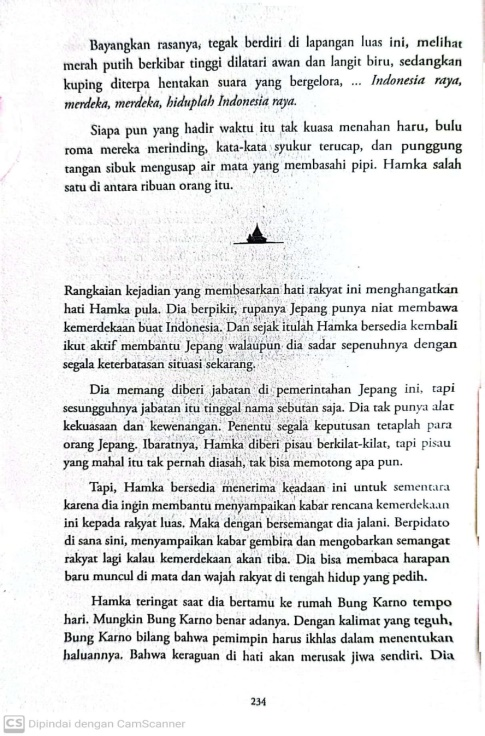 Bayangkan rasanya, tegak berdiri di lapangan luas ini, melihat
merah putih berkibar tinggi dilatari awan dan langit biru, sedangkan
kuping diterpa hentakan suara yang bergelora, ... Indonesia raya,
merdeka, merdeka, hiduplah Indonesia raya.
Siapa pun yang hadir waktu itu tak kuasa menahan haru, bulu
roma mereka merinding, kata-kata syukur terucap, dan punggung
tangan sibuk mengusap air mata yang membasahi pipi. Hamka salah
satu di antara ribuan orang itu.
Rangkaian kejadian yang membesarkan hati rakyat ini menghangatkan
hati Hamka pula. Dia berpikir, rupanya Jepang punya niat membawa
kemerdekaan buat Indonesia. Dan sejak itulah Hamka bersedia kembali
ikut aktif membantu Jepang walaupun dia sadar sepenuhnya dengan
segala keterbatasan situasi sekarang.
Dia memang diberi jabatan di pemerintahan Jepang ini, tapi
sesungguhnya jabatan itu tinggal nama sebutan saja. Dia tak punya alat
kekuasaan dan kewenangan. Penentu segala keputusan tetaplah para
orang Jepang. Ibaratnya, Hamka diberi pisau berkilat-kilat, tapi pisau
yang mahal itu tak pernah diasah, tak bisa memotong apa pun.
Tapi, Hamka bersedia menerima keadaan ini untuk sementara
karena dia ingin membantu menyampaikan kabar rencana kemerdekaan
ini kepada rakyat luas. Maka dengan bersemangat dia jalani. Berpidato
di sana sini, menyampaikan kabar gembira dan mengobarkan semangat
rakyat lagi kalau kemerdekaan akan tiba. Dia bisa membaca harapan
baru muncul di mata dan wajah rakyat di tengah hidup yang pedih.
Hamka teringat saat dia bertamu ke rumah Bung Karno tempo
hari. Mungkin Bung Karno benar adanya. Dengan kalimat yang teguh,
Bung Karno bilang bahwa pemimpin harus ikhlas dalam menentukan
haluannya. Bahwa keraguan di hati akan merusak jiwa sendiri. Dia
234
CS Dipindai dengan CamScanner